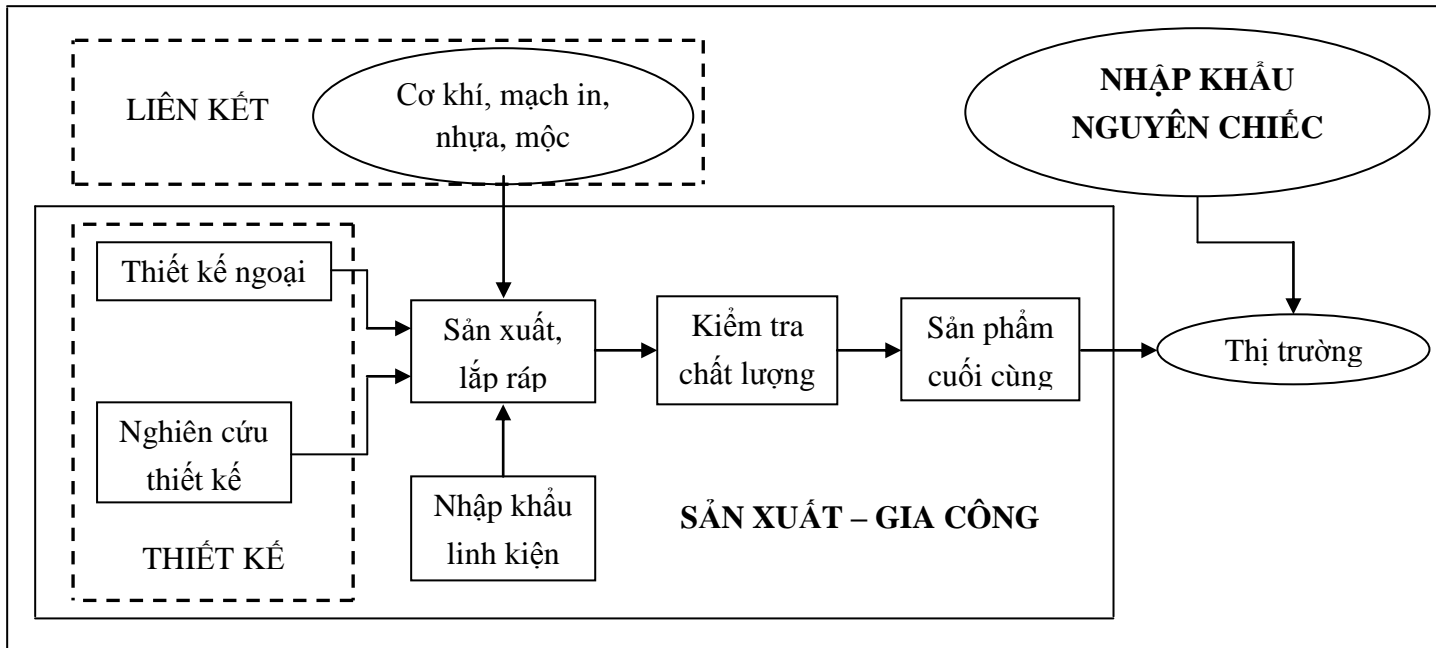 LIÊN KẾT
Cơ khí, mạch in,
nhựa, mộc
NHẬP KHẨU
NGUYÊN CHIẾC
Thiết kế ngoại
Nghiên cứu
thiết kế
THIẾT KẾ
Sản xuất,
lắp ráp
Nhập khẩu
linh kiện
Kiểm tra
chất lượng
Sản phẩm
cuối cùng
SẢN XUẤT – GIA CÔNG
Thị trường